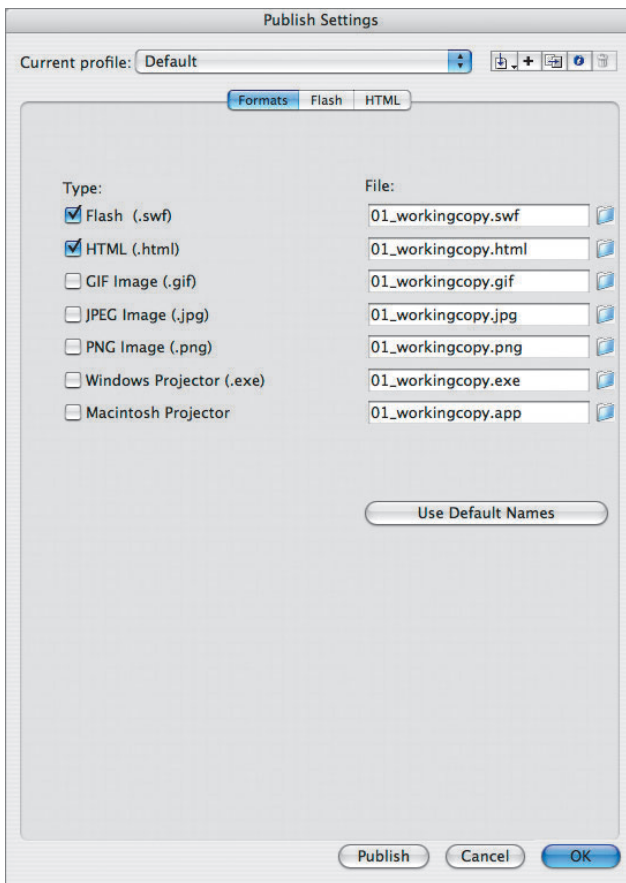 Publish Settings
Current profile: Default
Formats Flash HTML
Type: File:
Flash (.swf) 01_workingcopy.swf
HTML (.html) 01_workingcopy.html
GIF Image (.gif) 01_workingcopy.gif
JPEG Image (.jpg) 01_workingcopy.jpg
PNG Image (.png) 01_workingcopy.png
Windows Projector (.exe) 01_workingcopy.exe
Macintosh Projector 01_workingcopy.app
Use Default Names
Publish Cancel OK